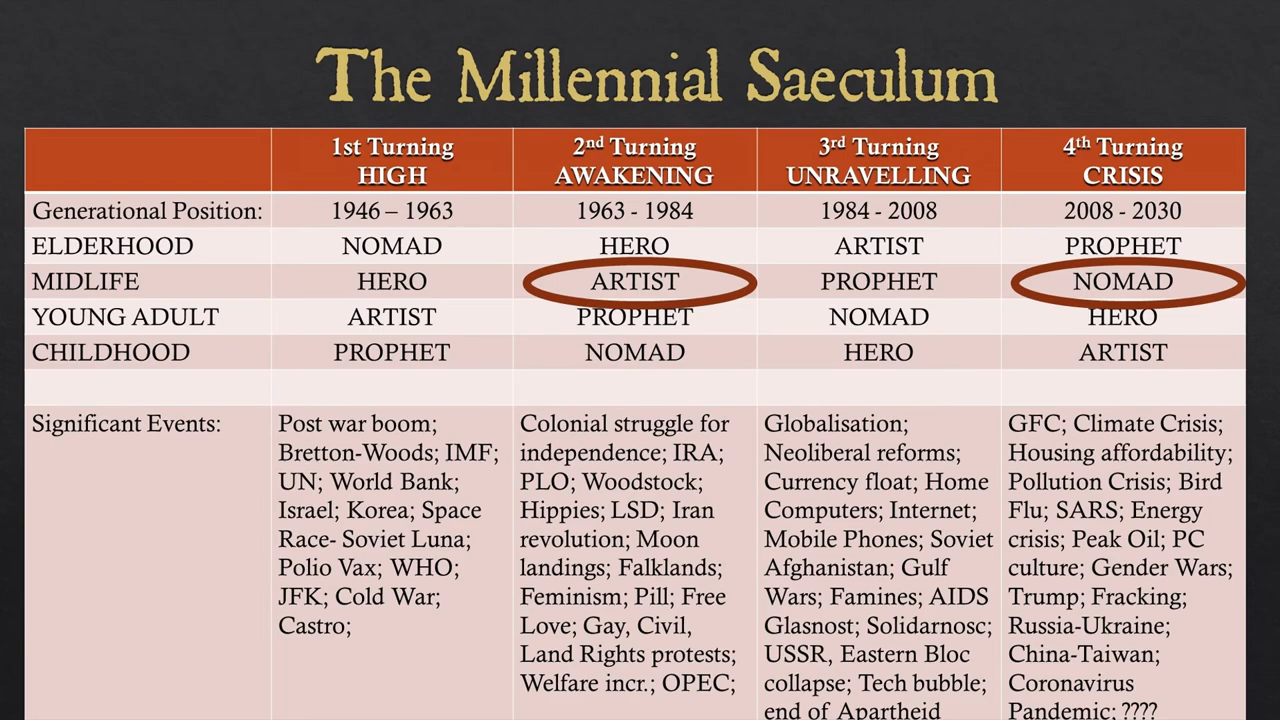 The Millennial Saeculum
1st Turning
HIGH
2nd Turning
AWAKENING
3rd Turning
UNRAVELLING
4th Turning
CRISIS
Generational Position: 1946 – 1963 1963 - 1984 1984 - 2008 2008 - 2030
ELDERHOOD NOMAD HERO ARTIST PROPHET
MIDLIFE HERO ARTIST PROPHET NOMAD
YOUNG ADULT ARTIST PROPHET NOMAD HERO
CHILDHOOD PROPHET NOMAD HERO ARTIST
Significant Events:
Post war boom;
Bretton-Woods; IMF;
UN; World Bank;
Israel; Korea; Space
Race- Soviet Luna;
Polio Vax; WHO;
JFK; Cold War;
Castro;
Colonial struggle for
independence; IRA;
PLO; Woodstock;
Hippies; LSD; Iran
revolution; Moon
landings; Falklands;
Feminism; Pill; Free
Love; Gay, Civil,
Land Rights protests;
Welfare incr.; OPEC;
Globalisation;
Neoliberal reforms;
Currency float; Home
Computers; Internet;
Mobile Phones; Soviet
Afghanistan; Gulf
Wars; Famines; AIDS
Glasnost; Solidarnosc;
USSR, Eastern Bloc
collapse; Tech bubble;
end of Apartheid
GFC; Climate Crisis;
Housing affordability;
Pollution Crisis; Bird
Flu; SARS; Energy
crisis; Peak Oil; PC
culture; Gender Wars;
Trump; Fracking;
Russia-Ukraine;
China-Taiwan;
Coronavirus
Pandemic; ????